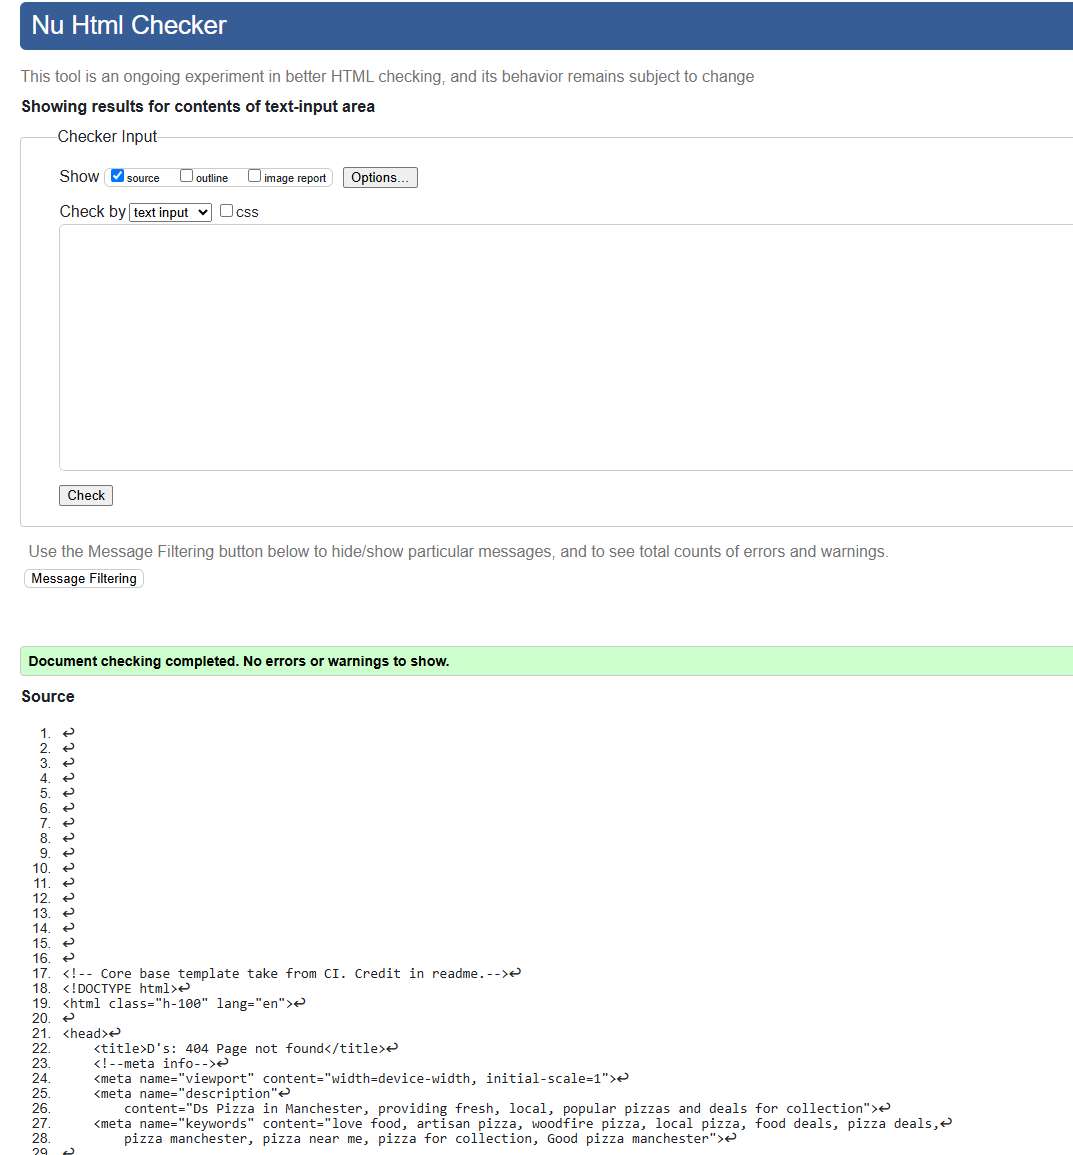 Nu Html Checker
This tool is an ongoing experiment in better HTML checking, and its behavior remains subject to change
Showing results for contents of text-input area
Checker Input
Show source outline image report Options...
Check by text input css
Check
Use the Message Filtering button below to hide/show particular messages, and to see total counts of errors and warnings.
Message Filtering
Document checking completed. No errors or warnings to show.
Source
1. ↩
2. ↩
3. ↩
4. ↩
5. ↩
6. ↩
7. ↩
8. ↩
9. ↩
10. ↩
11. ↩
12. ↩
13. ↩
14. ↩
15. ↩
16. ↩
17. <!-- Core base template take from CI. Credit in readme.-->↩
18. <!DOCTYPE html>↩
19. <html class="h-100" lang="en">↩
20. ↩
21. <head>↩
22. <title>D's: 404 Page not found</title>↩
23. <!--meta info-->↩
24. <meta name="viewport" content="width=device-width, initial-scale=1">↩
25. <meta name="description"↩
26. content="Ds Pizza in Manchester, providing fresh, local, popular pizzas and deals for collection">↩
27. <meta name="keywords" content="love food, artisan pizza, woodfire pizza, local pizza, food deals, pizza deals,↩
28. pizza manchester, pizza near me, pizza for collection, Good pizza manchester">↩
29. ↩